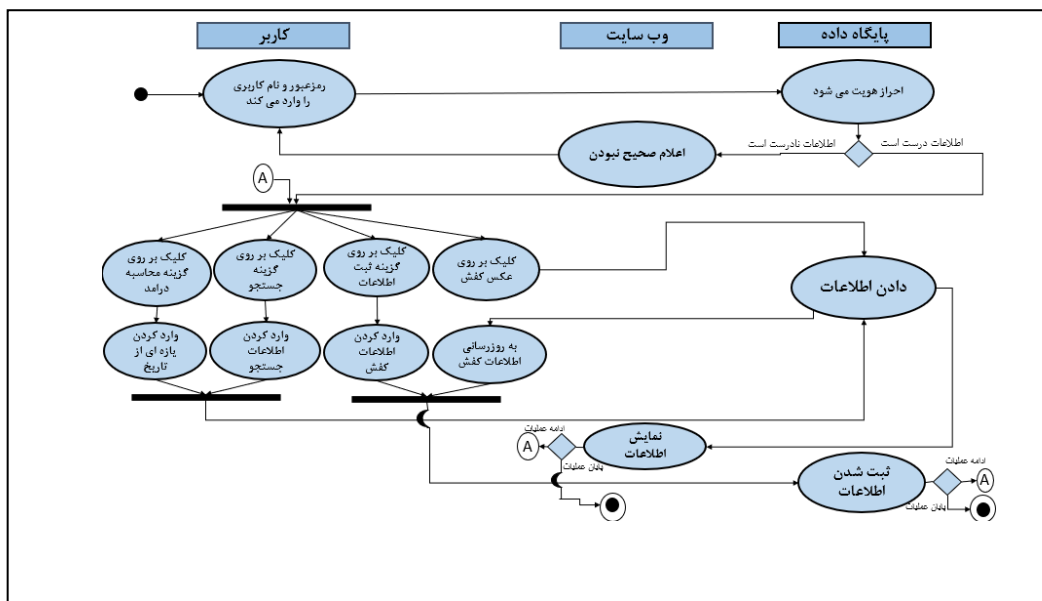 کاربر
وب سایت
پایگاه داده
رمزعبور و نام کاربری
را وارد می کند
احراز هویت می شود
اعلام صحیح نبودن
اطلاعات نادرست است
اطلاعات درست است
A
کلیک بر روی
گزینه محاسبه
درامد
کلیک بر روی
گزینه
جستجو
کلیک بر روی
گزینه ثبت
اطلاعات
کلیک بر روی
عکس کفش
دادن اطلاعات
وارد کردن
بازه ای از
تاریخ
وارد کردن
اطلاعات
جستجو
وارد کردن
اطلاعات
کفش
به روزرسانی
اطلاعات کفش
نمایش
اطلاعات
ادامه عملیات
A
پایان عملیات
ثبت شدن
اطلاعات
ادامه عملیات
A
پایان عملیات